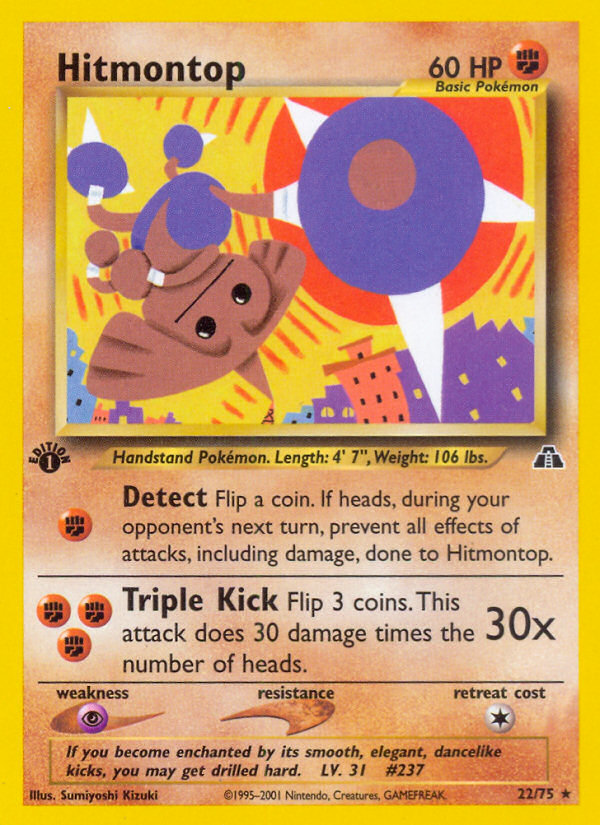 Hitmontop
60 HP
Basic Pokémon
EDITION
1
Handstand Pokémon. Length: 4' 7", Weight: 106 lbs.
Detect Flip a coin. If heads, during your
opponent's next turn, prevent all effects of
attacks, including damage, done to Hitmontop.
Triple Kick Flip 3 coins. This
attack does 30 damage times the
number of heads.
30x
weakness
resistance
retreat cost
If you become enchanted by its smooth, elegant, dancelike
kicks, you may get drilled hard. LV. 31 #237
Illus. Sumiyoshi Kizuki
©1995–2001 Nintendo, Creatures, GAMEFREAK.
22/75 ★